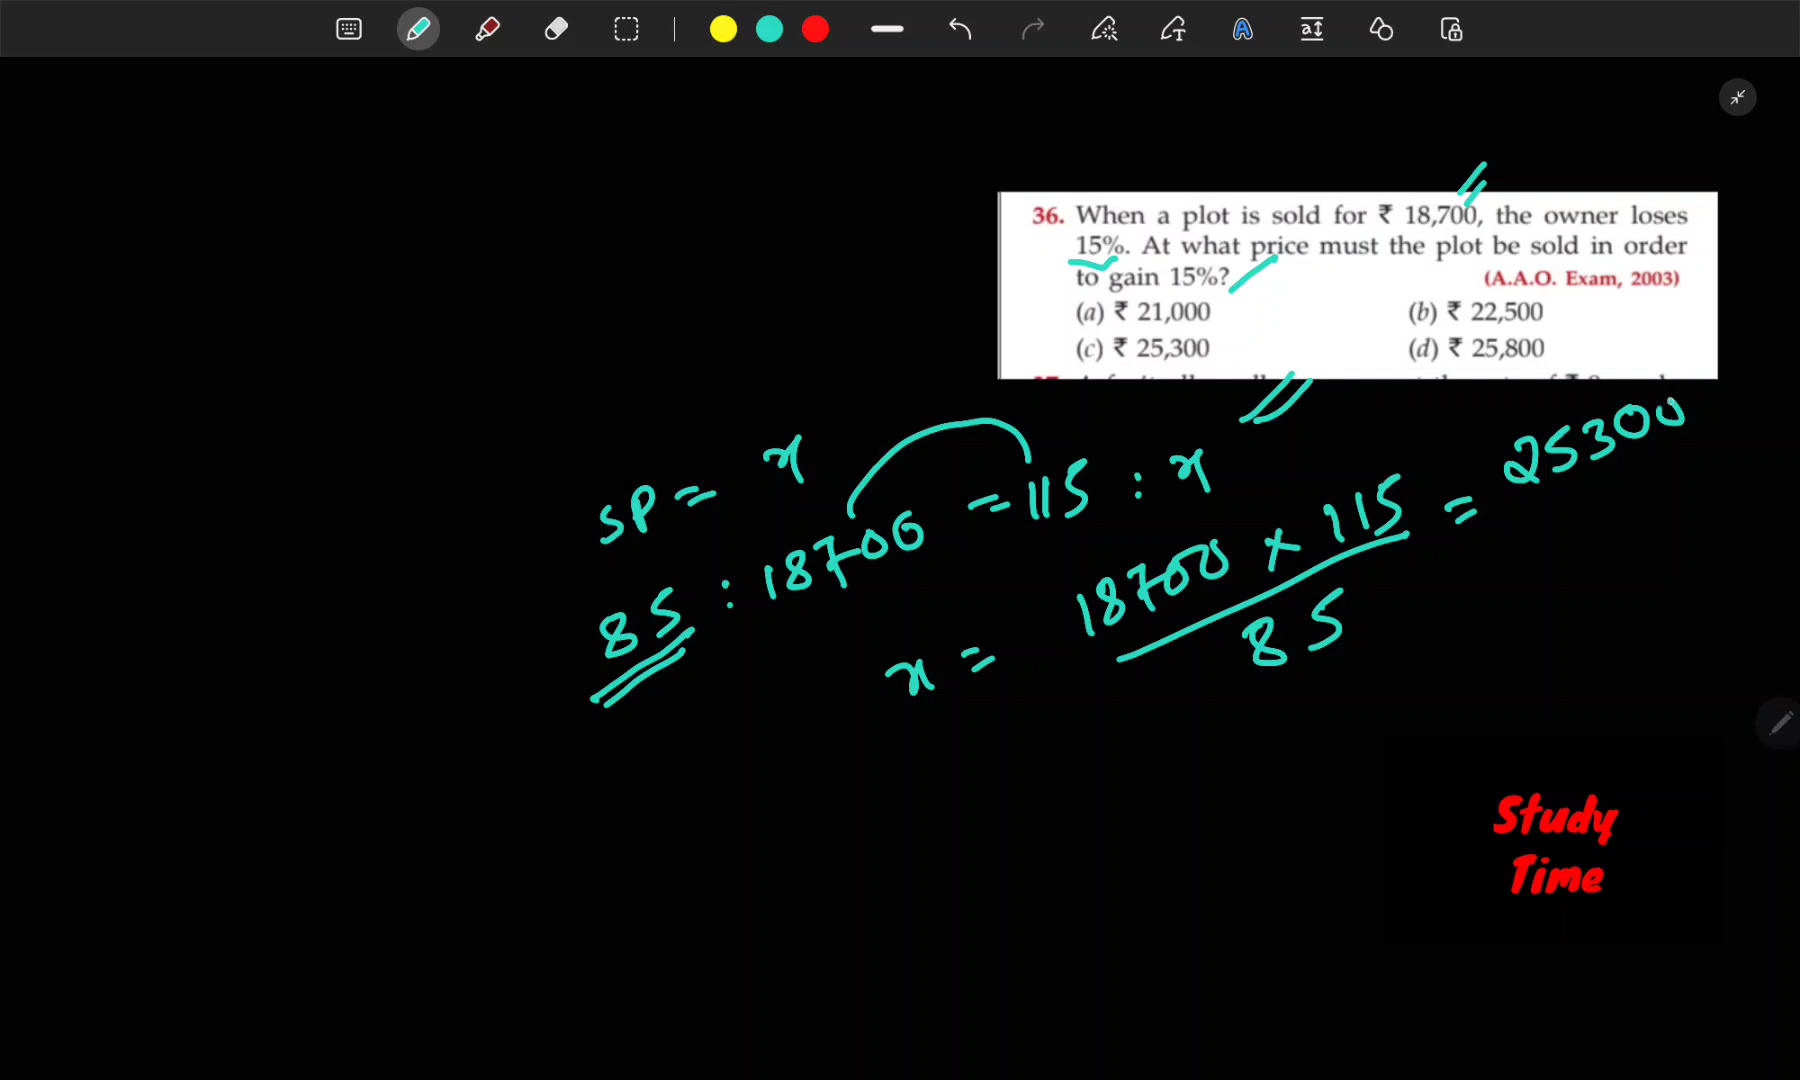 36. When a plot is sold for ₹ 18,700, the owner loses
15%. At what price must the plot be sold in order
to gain 15%? (A.A.O. Exam, 2003)
(a) ₹ 21,000 (b) ₹ 22,500
(c) ₹ 25,300 (d) ₹ 25,800
SP = x
85 : 18700 = 115 : x
x = 18700 × 115 / 85 = 25300
Study
Time